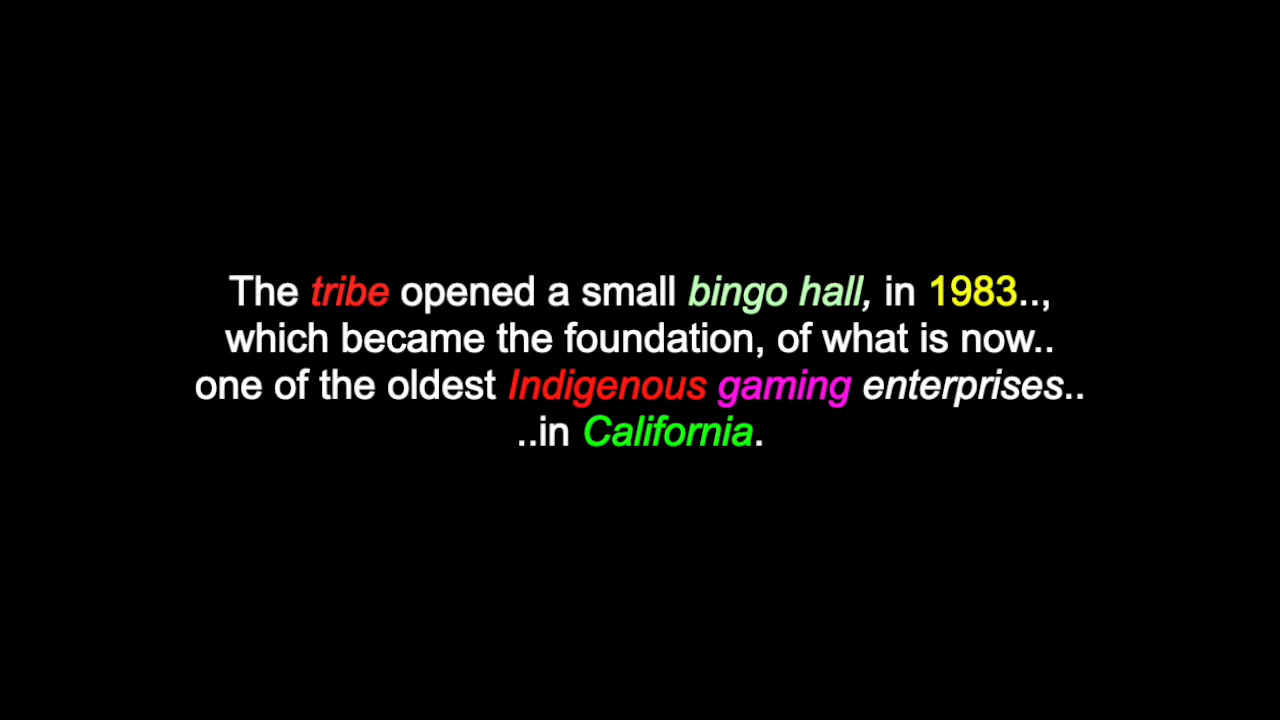 The tribe opened a small bingo hall, in 1983..,
which became the foundation, of what is now..
one of the oldest Indigenous gaming enterprises..
..in California.